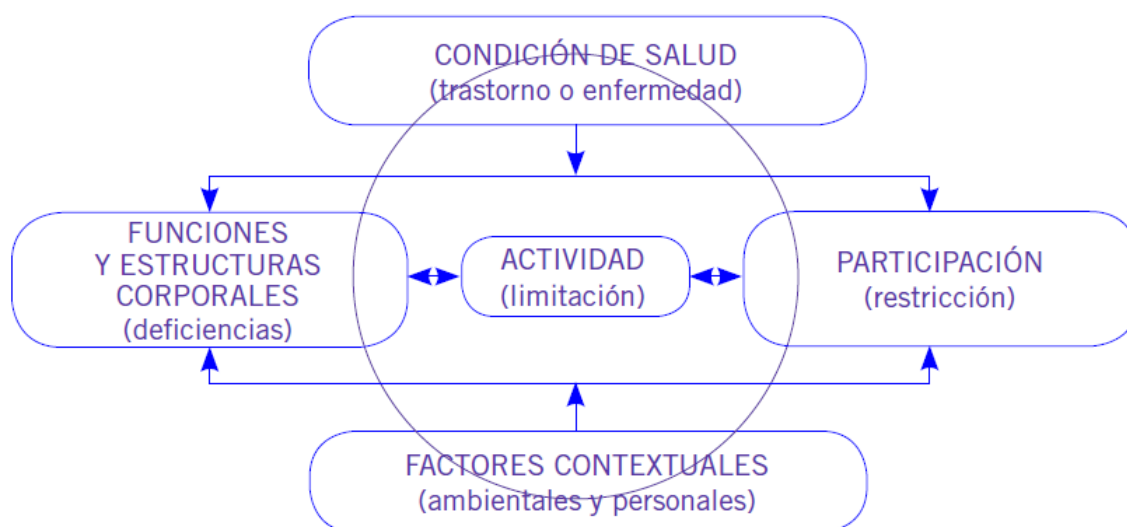 CONDICIÓN DE SALUD
(trastorno o enfermedad)
FUNCIONES
Y ESTRUCTURAS
CORPORALES
(deficiencias)
ACTIVIDAD
(limitación)
PARTICIPACIÓN
(restricción)
FACTORES CONTEXTUALES
(ambientales y personales)